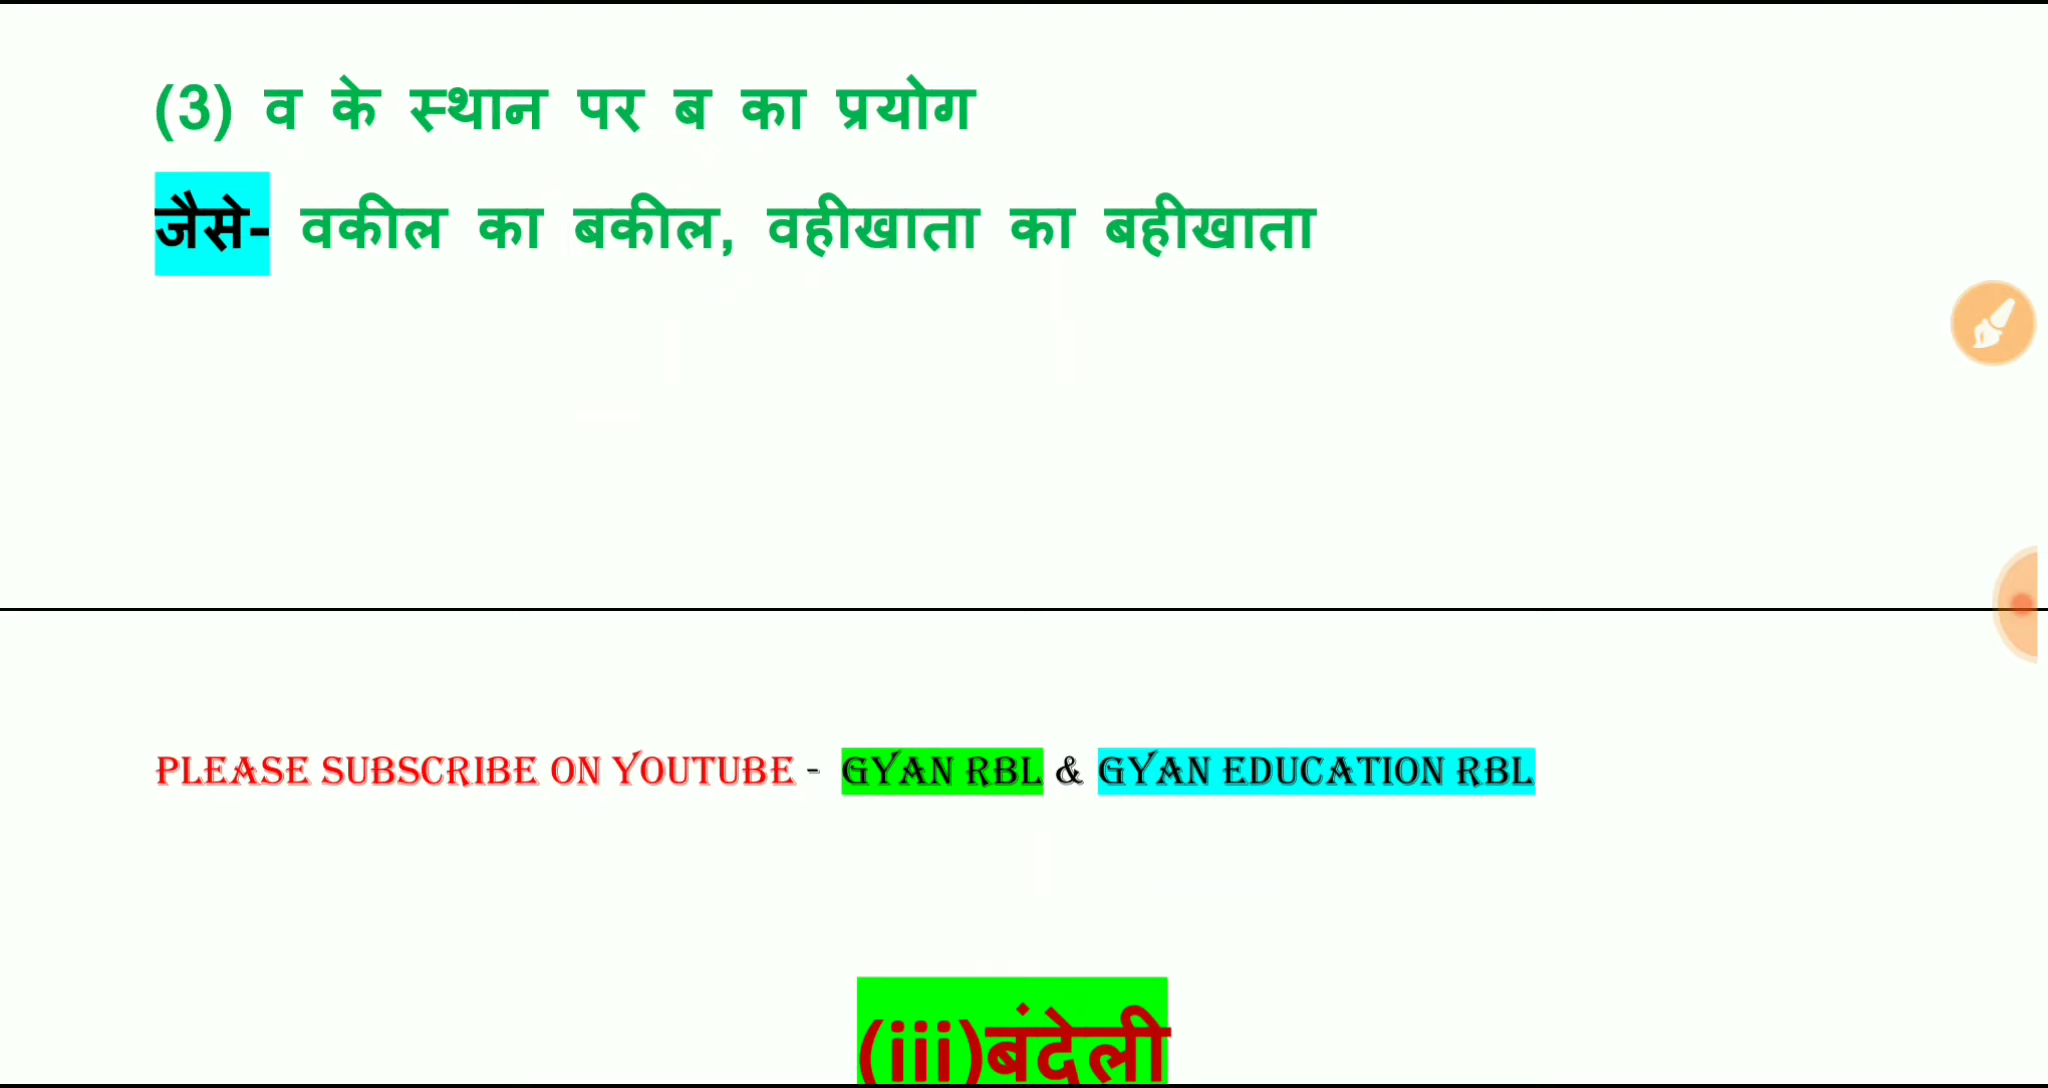 (3) व के स्थान पर ब का प्रयोग
जैसे- वकील का बकील, वहीखाता का बहीखाता
PLEASE SUBSCRIBE ON YOUTUBE - GYAN RBL & GYAN EDUCATION RBL
(iii)बुंदेली